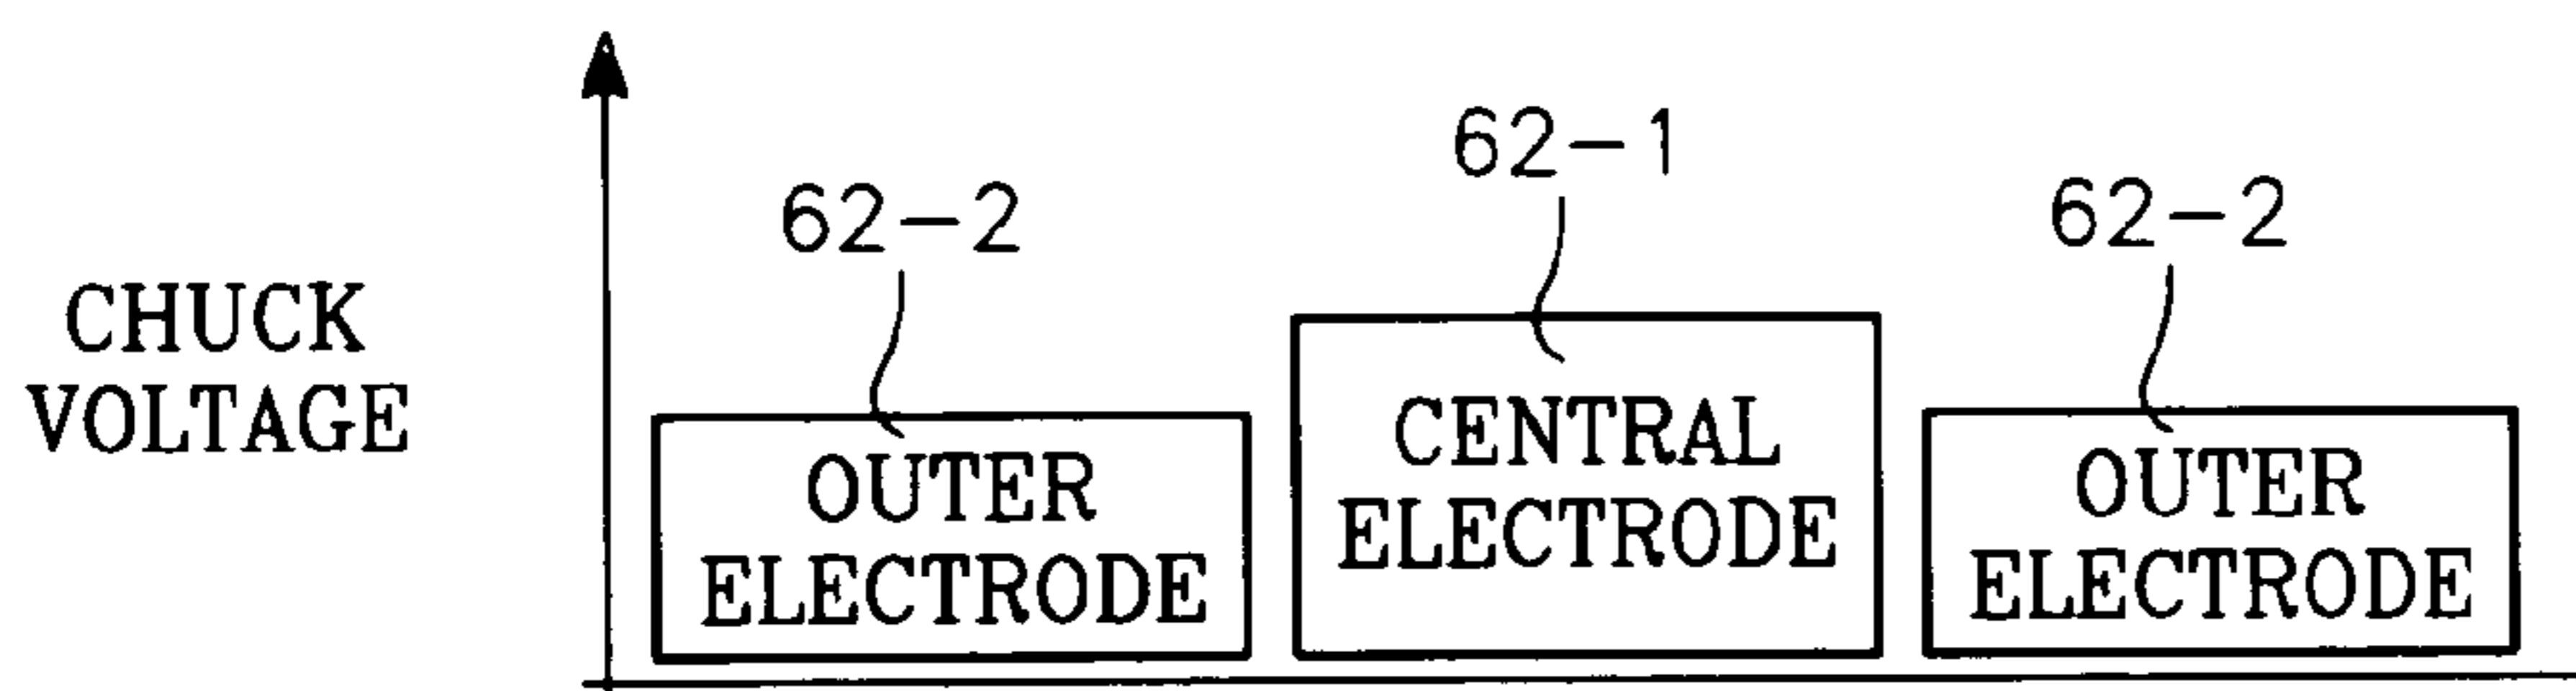 62-1
62-2
62-2
CHUCK
VOLTAGE
OUTER
ELECTRODE
CENTRAL
ELECTRODE
OUTER
ELECTRODE